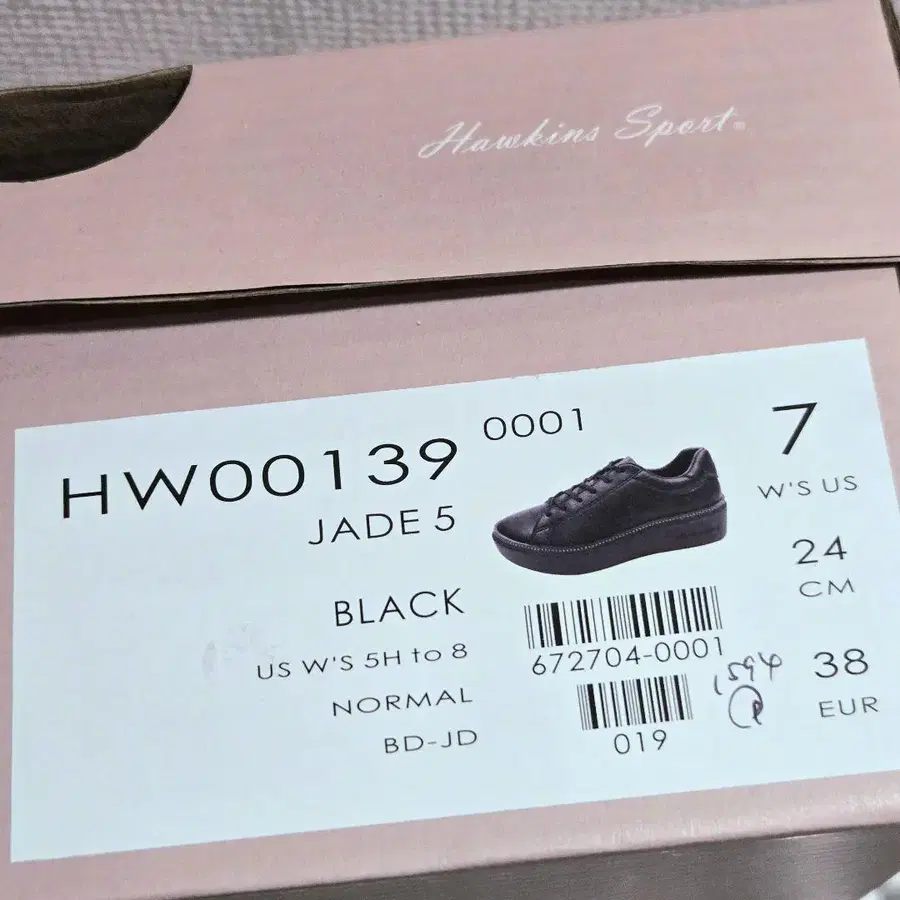 Hawkins Sport®
HW00139 0001
JADE 5
BLACK
US W'S 5H to 8
NORMAL
BD-JD
672704-0001
019
1594
P
7
W'S US
24
CM
38
EUR